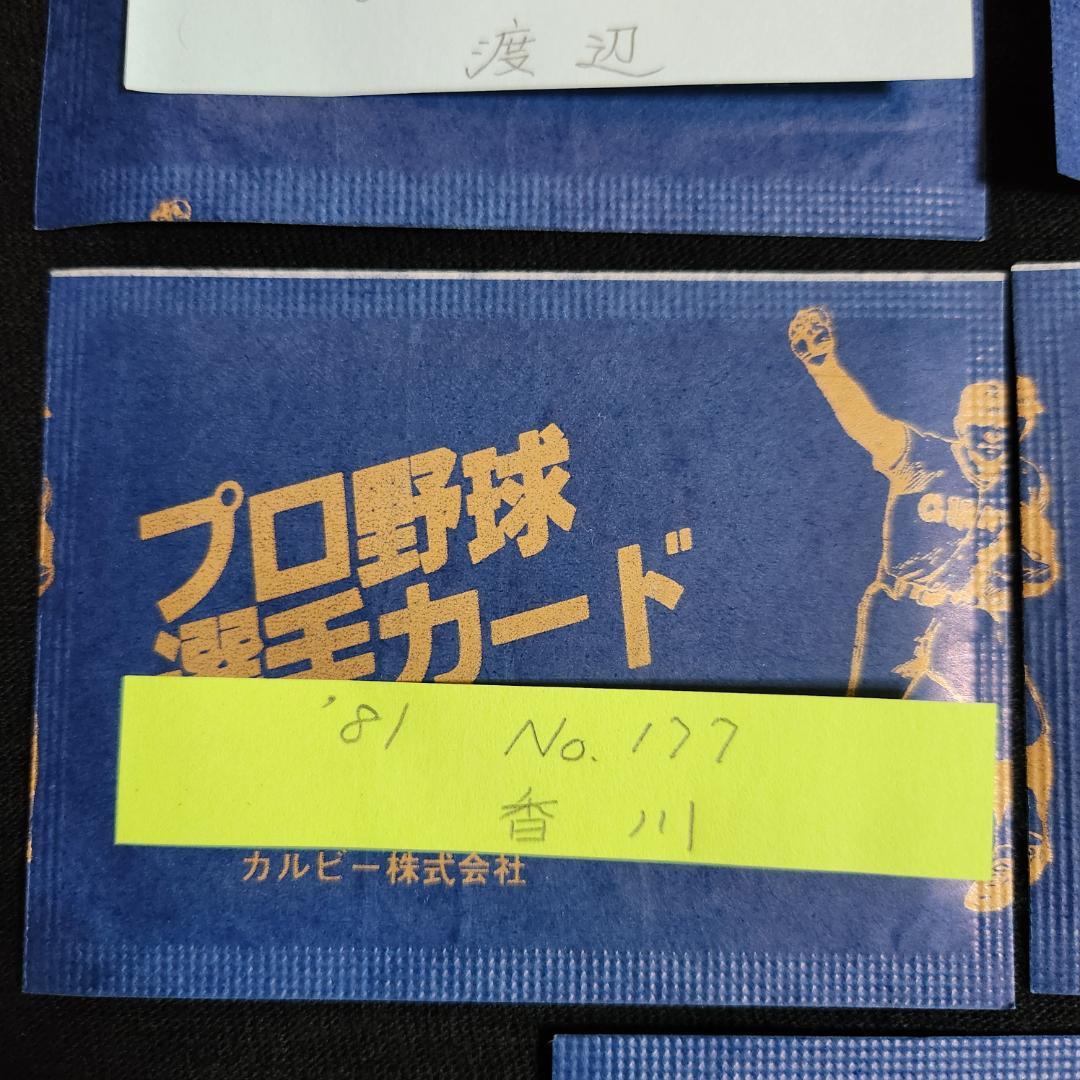 渡辺
プロ野球
選手カード
'81 No. 177
香川
カルビー株式会社